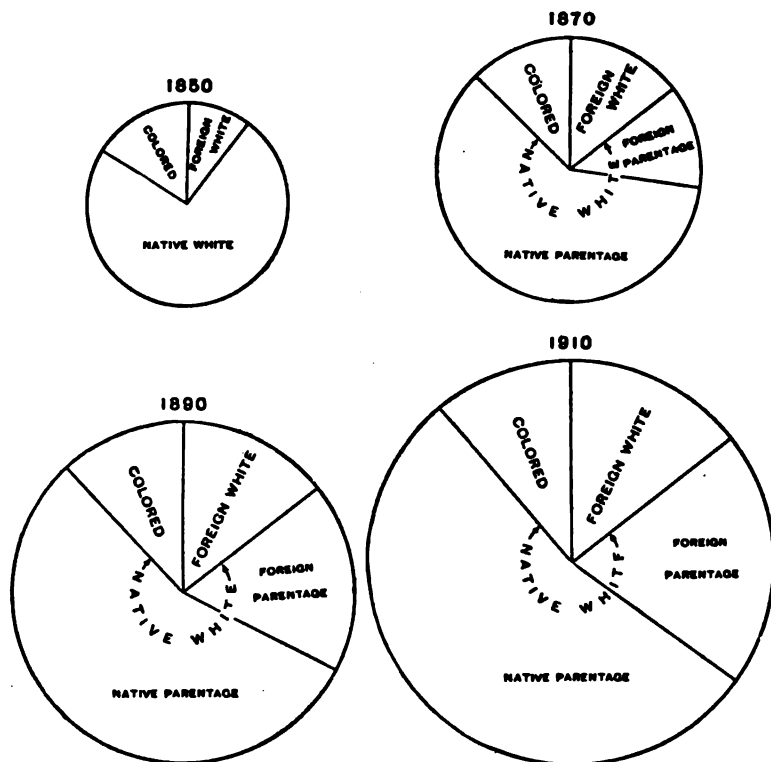 1850
COLORED
FOREIGN WHITE
NATIVE WHITE
1870
COLORED
FOREIGN WHITE
FOREIGN
PARENTAGE
NATIVE WHITE
NATIVE PARENTAGE
1890
COLORED
FOREIGN WHITE
FOREIGN
PARENTAGE
NATIVE WHITE
NATIVE PARENTAGE
1910
COLORED
FOREIGN WHITE
FOREIGN
PARENTAGE
NATIVE WHITE
NATIVE PARENTAGE